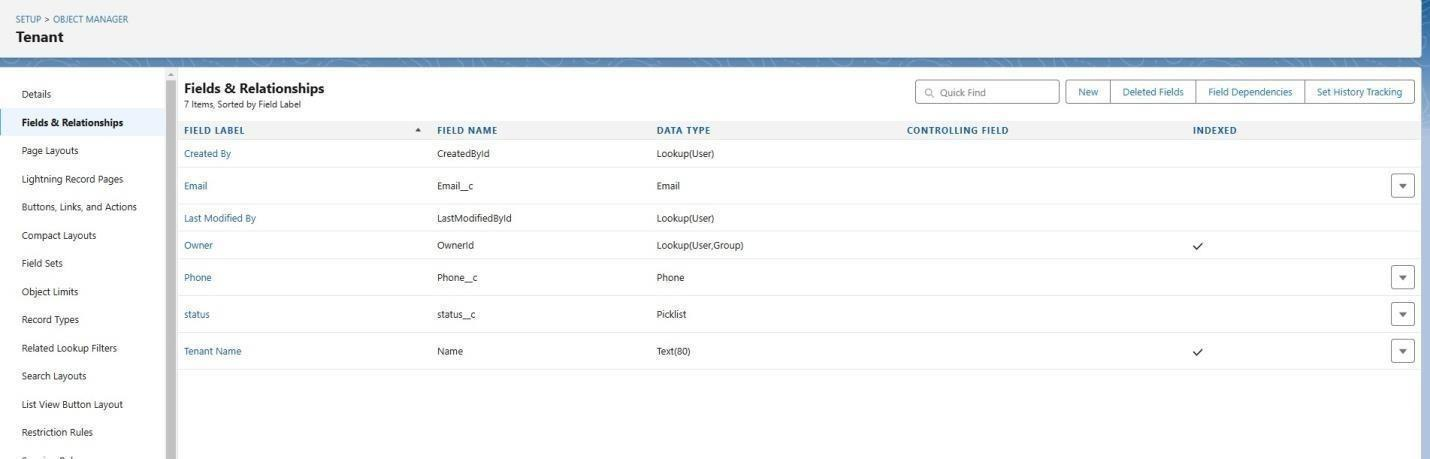 SETUP > OBJECT MANAGER
Tenant
Details
Fields & Relationships
Page Layouts
Lightning Record Pages
Buttons, Links, and Actions
Compact Layouts
Field Sets
Object Limits
Record Types
Related Lookup Filters
Search Layouts
List View Button Layout
Restriction Rules
Fields & Relationships
7 Items, Sorted by Field Label
Quick Find
New
Deleted Fields
Field Dependencies
Set History Tracking
FIELD LABEL FIELD NAME DATA TYPE CONTROLLING FIELD INDEXED
Created By CreatedById Lookup(User)
Email Email__c Email
Last Modified By LastModifiedById Lookup(User)
Owner OwnerId Lookup(User,Group)
Phone Phone__c Phone
status status__c Picklist
Tenant Name Name Text(80)